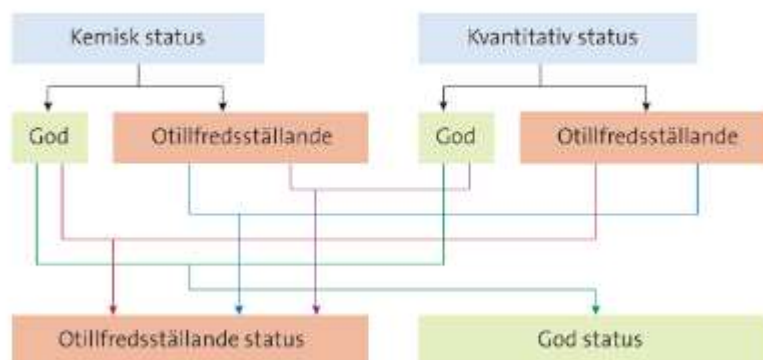 Kemisk status
Kvantitativ status
God
Otillfredsställande
God
Otillfredsställande
Otillfredsställande status
God status